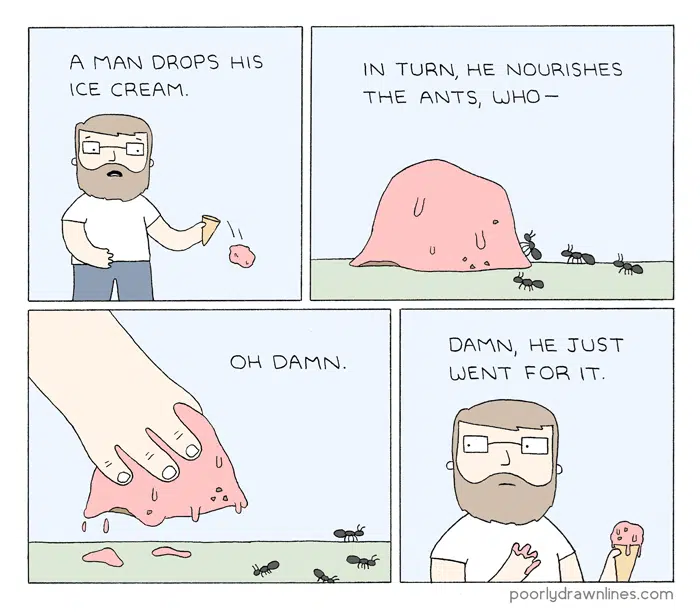 A MAN DROPS HIS
ICE CREAM.
IN TURN, HE NOURISHES
THE ANTS, WHO—
OH DAMN.
DAMN, HE JUST
WENT FOR IT.
poorlydrawnlines.com